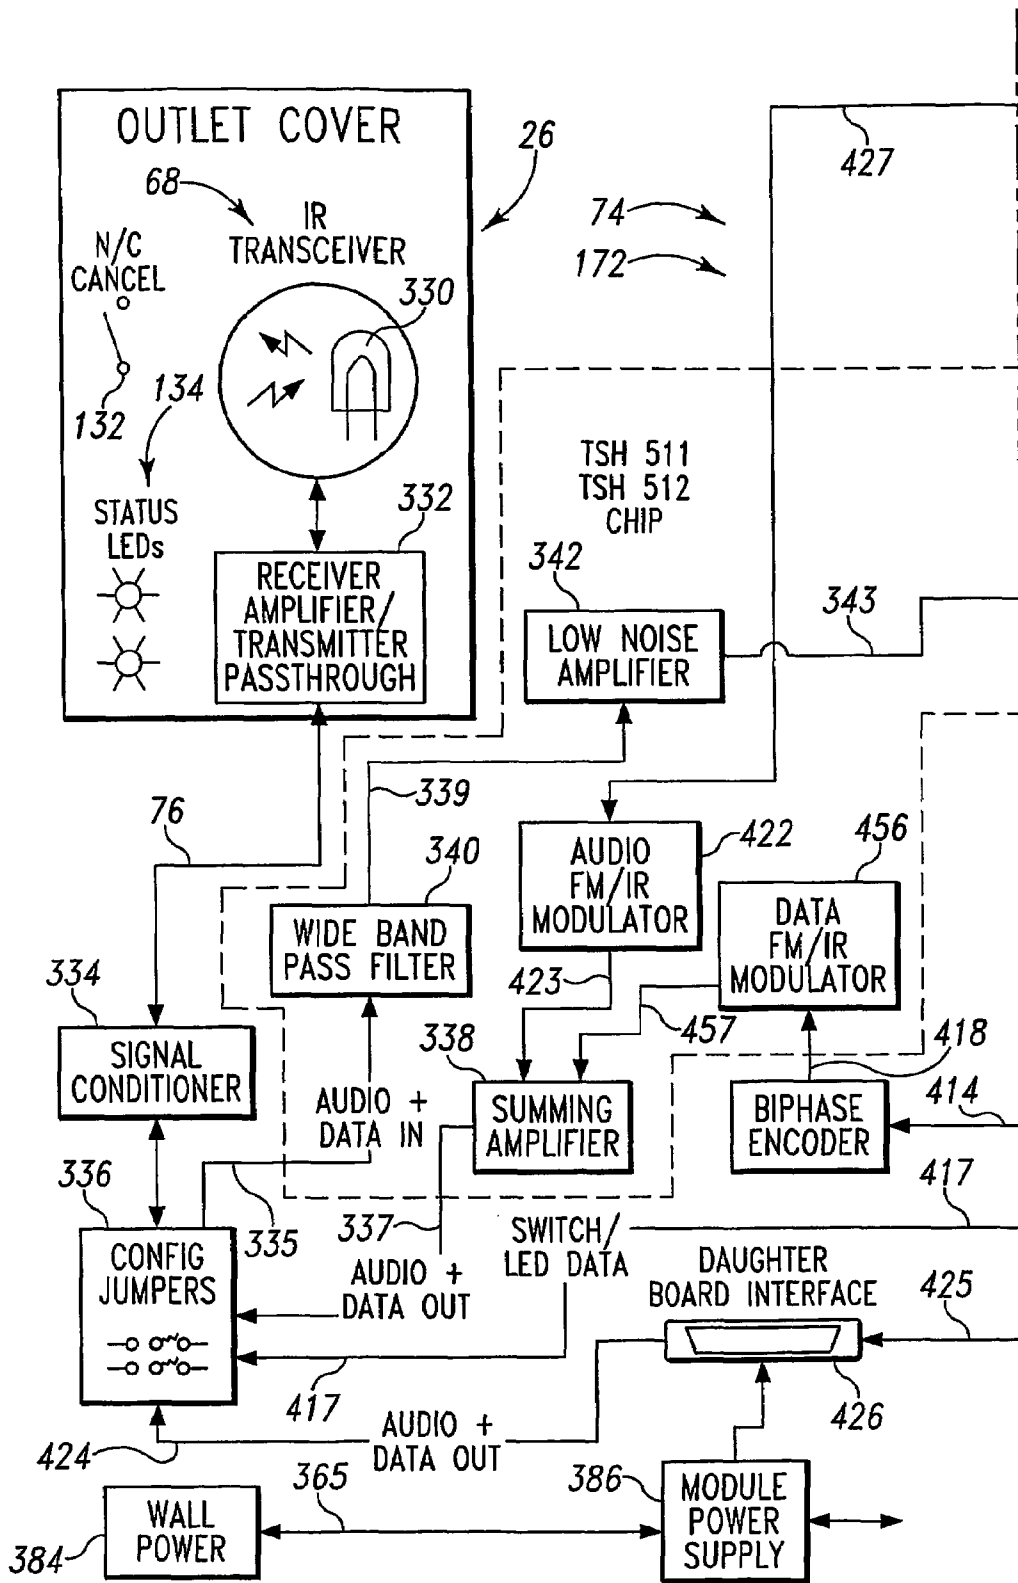 OUTLET COVER
26
427
68
IR
TRANSCEIVER
74
172
N/C
CANCEL
330
132
134
TSH 511
TSH 512
CHIP
STATUS
LEDs
332
342
343
RECEIVER
AMPLIFIER/
TRANSMITTER
PASSTHROUGH
LOW NOISE
AMPLIFIER
76
339
340
422
456
AUDIO
FM/IR
MODULATOR
WIDE BAND
PASS FILTER
DATA
FM/IR
MODULATOR
334
423
457
338
418
SIGNAL
CONDITIONER
AUDIO +
DATA IN
SUMMING
AMPLIFIER
BIPHASE
ENCODER
414
336
335
337
417
CONFIG
JUMPERS
SWITCH/
LED DATA
AUDIO +
DATA OUT
DAUGHTER
BOARD INTERFACE
425
417
426
AUDIO +
DATA OUT
424
365
386
WALL
POWER
MODULE
POWER
SUPPLY
384